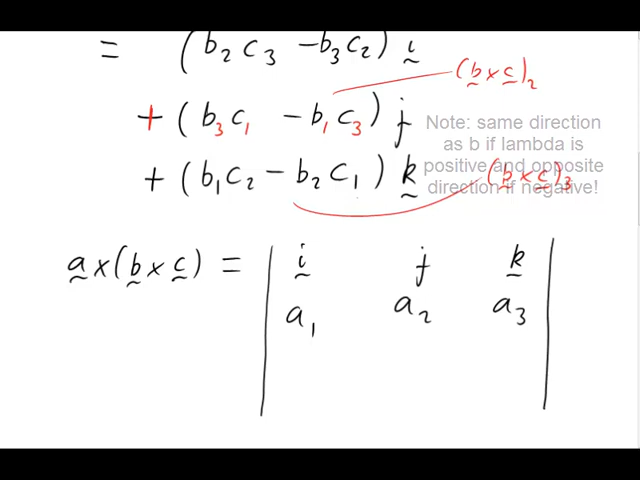 = (b₂c₃ − b₃c₂) i
(b × c)₂
+ (b₃c₁ − b₁c₃) j
Note: same direction
as b if lambda is
positive and opposite
direction if negative!
+ (b₁c₂ − b₂c₁) k
(b × c)₃
a × (b × c) = | i j k |
a₁ a₂ a₃